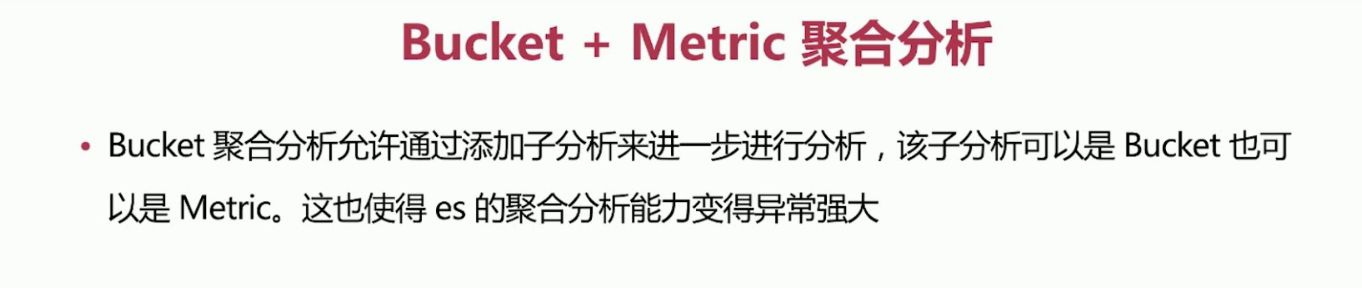 Bucket + Metric 聚合分析
• Bucket 聚合分析允许通过添加子分析来进一步进行分析，该子分析可以是 Bucket 也可
以是 Metric。这也使得 es 的聚合分析能力变得异常强大